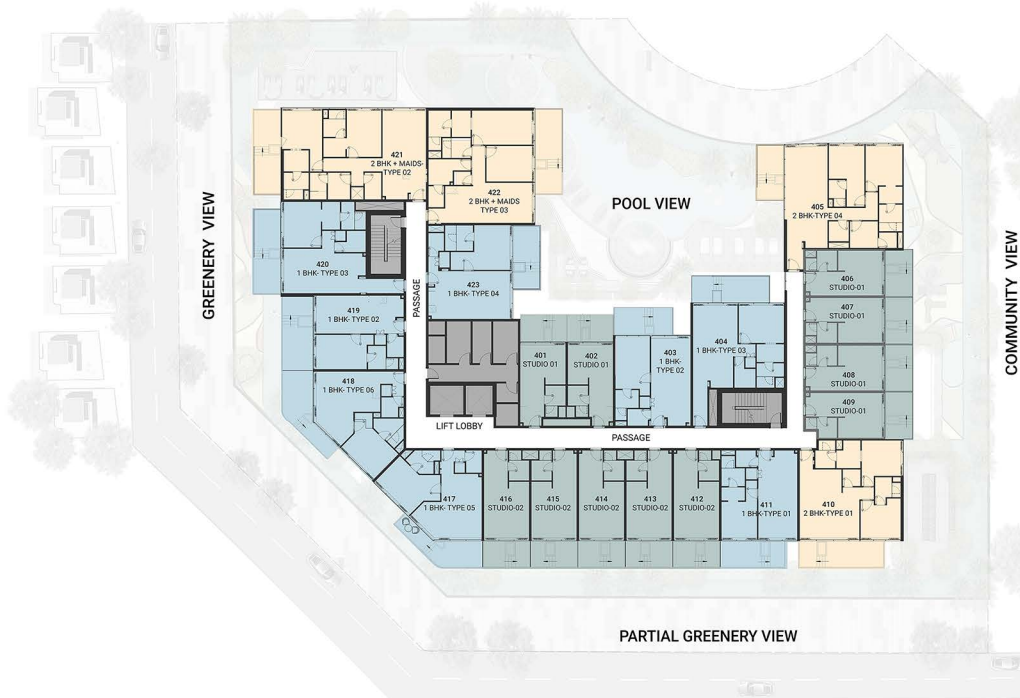 421
2 BHK + MAIDS-
TYPE 02
422
2 BHK + MAIDS
TYPE 03
POOL VIEW
405
2 BHK-TYPE 04
GREENERY VIEW
COMMUNITY VIEW
420
1 BHK- TYPE 03
PASSAGE
423
1 BHK- TYPE 04
406
STUDIO-01
407
STUDIO-01
419
1 BHK- TYPE 02
401
STUDIO 01
402
STUDIO 01
403
1 BHK-
TYPE 02
404
1 BHK-TYPE 03
408
STUDIO-01
418
1 BHK- TYPE 06
409
STUDIO-01
LIFT LOBBY
PASSAGE
417
1 BHK-TYPE 05
416
STUDIO-02
415
STUDIO-02
414
STUDIO-02
413
STUDIO-02
412
STUDIO-02
411
1 BHK-TYPE 01
410
2 BHK-TYPE 01
PARTIAL GREENERY VIEW